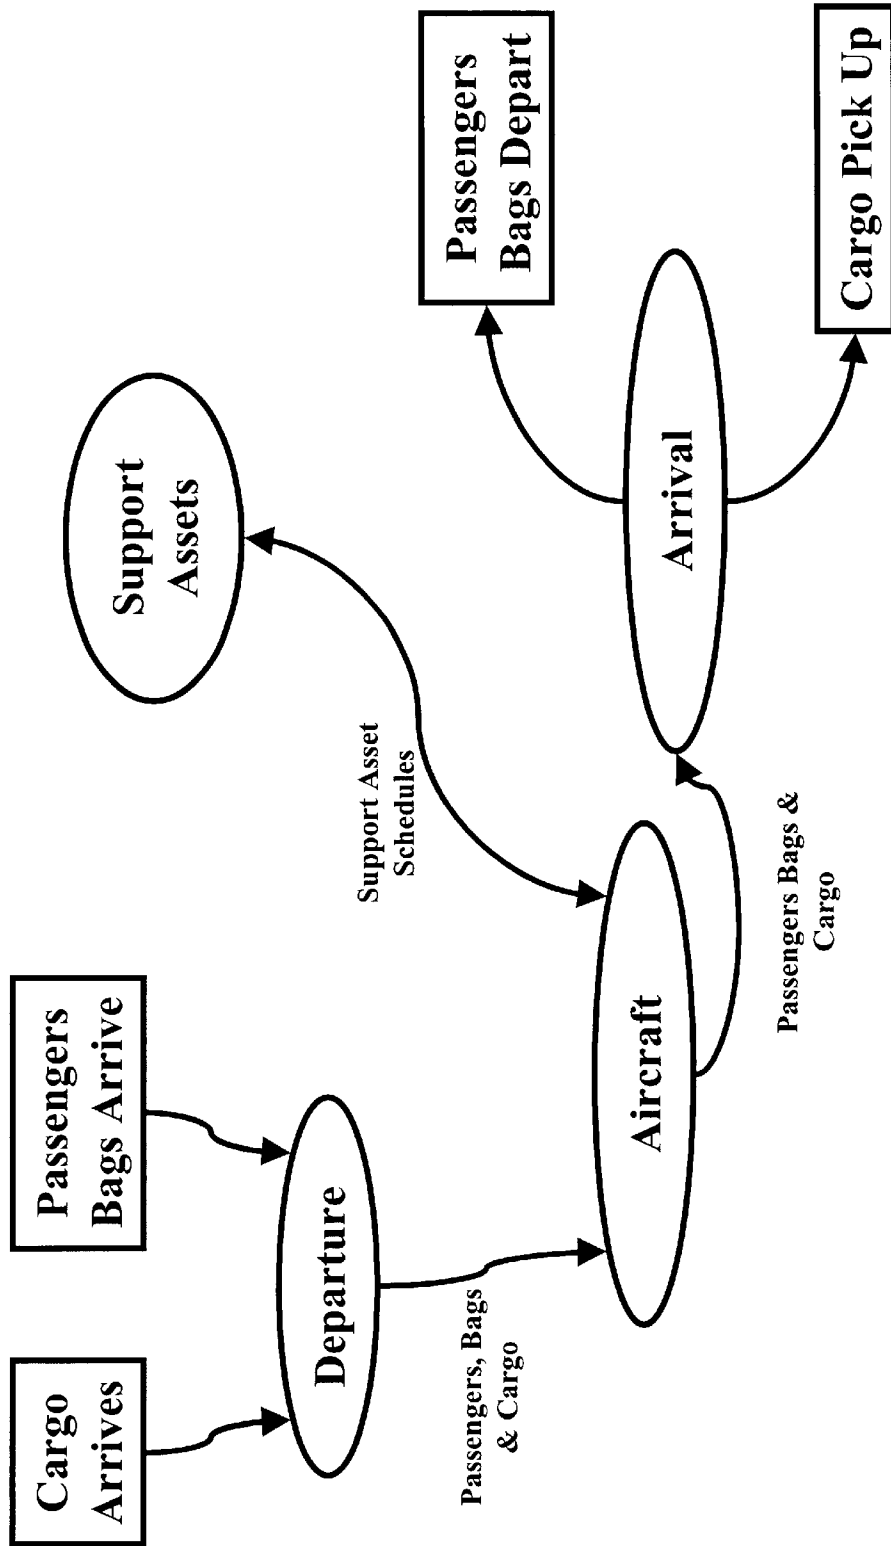 Cargo
Arrives
Passengers
Bags Arrive
Support
Assets
Departure
Support Asset
Schedules
Passengers
Bags Depart
Passengers, Bags
& Cargo
Aircraft
Arrival
Passengers Bags &
Cargo
Cargo Pick Up